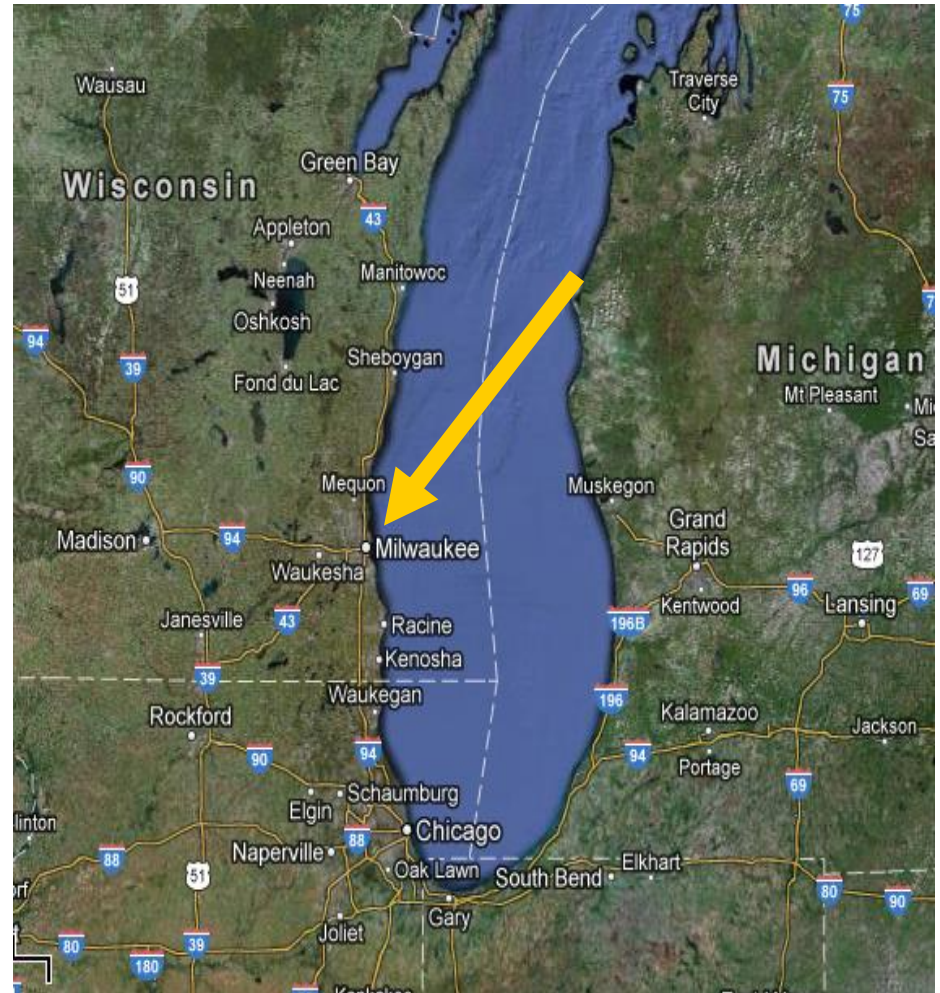 75
Traverse
City
Wausau
75
Green Bay
Wisconsin
43
Appleton
Neenah
Manitowoc
51
Oshkosh
94
Sheboygan
39
Fond du Lac
Michigan
Mt Pleasant
90
Mequon
Muskegon
Grand
Rapids
Madison
94
Milwaukee
127
Waukesha
96
69
Kentwood
Lansing
Janesville
43
Racine
196B
Kenosha
39
Waukegan
196
Rockford
Kalamazoo
Jackson
90
94
94
Portage
69
Schaumburg
Elgin
Chicago
88
Naperville
88
Oak Lawn
Elkhart
51
South Bend
80
90
Gary
Joliet
80
39
180